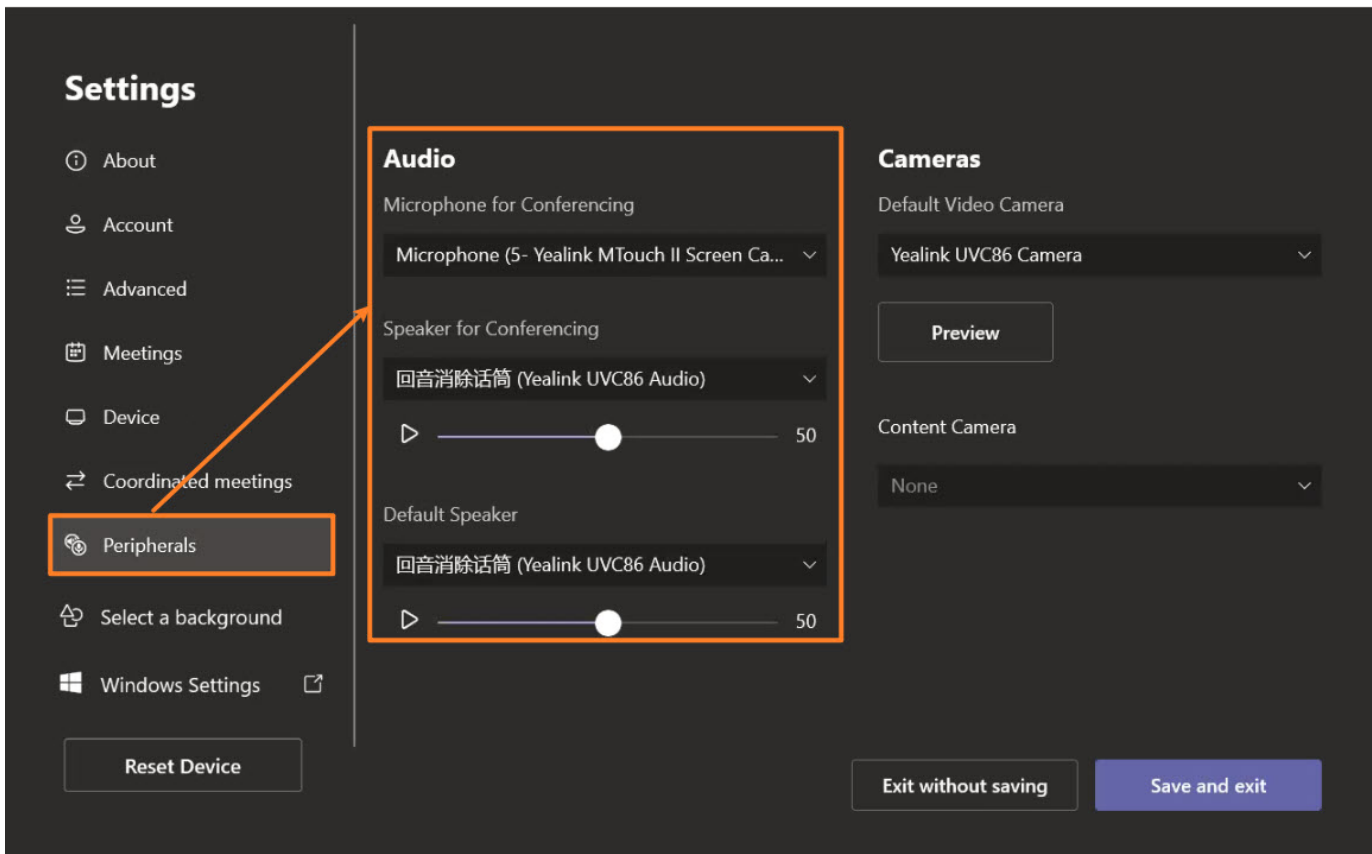 Settings
About
Account
Advanced
Meetings
Device
Coordinated meetings
Peripherals
Select a background
Windows Settings
Reset Device
Audio
Microphone for Conferencing
Microphone (5- Yealink MTouch II Screen Ca...
Speaker for Conferencing
回音消除话筒 (Yealink UVC86 Audio)
50
Default Speaker
回音消除话筒 (Yealink UVC86 Audio)
50
Cameras
Default Video Camera
Yealink UVC86 Camera
Preview
Content Camera
None
Exit without saving
Save and exit